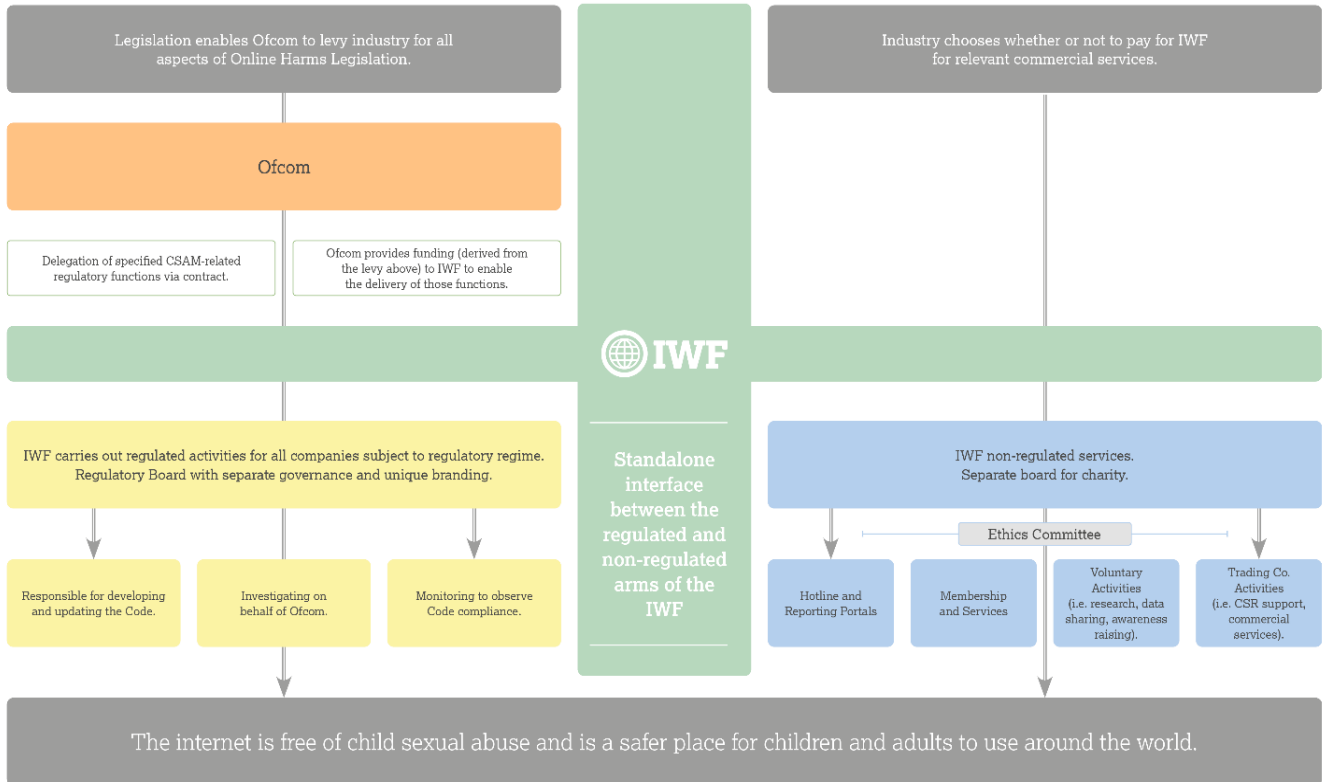 Legislation enables Ofcom to levy industry for all
aspects of Online Harms Legislation.
Industry chooses whether or not to pay for IWF
for relevant commercial services.
Ofcom
Delegation of specified CSAM-related
regulatory functions via contract.
Ofcom provides funding (derived from
the levy above) to IWF to enable
the delivery of those functions.
IWF
IWF carries out regulated activities for all companies subject to regulatory regime.
Regulatory Board with separate governance and unique branding.
Standalone
interface
between the
regulated and
non-regulated
arms of the
IWF
IWF non-regulated services.
Separate board for charity.
Ethics Committee
Responsible for developing
and updating the Code.
Investigating on
behalf of Ofcom.
Monitoring to observe
Code compliance.
Hotline and
Reporting Portals
Membership
and Services
Voluntary
Activities
(i.e. research, data
sharing, awareness
raising).
Trading Co.
Activities
(i.e. CSR support,
commercial
services).
The internet is free of child sexual abuse and is a safer place for children and adults to use around the world.